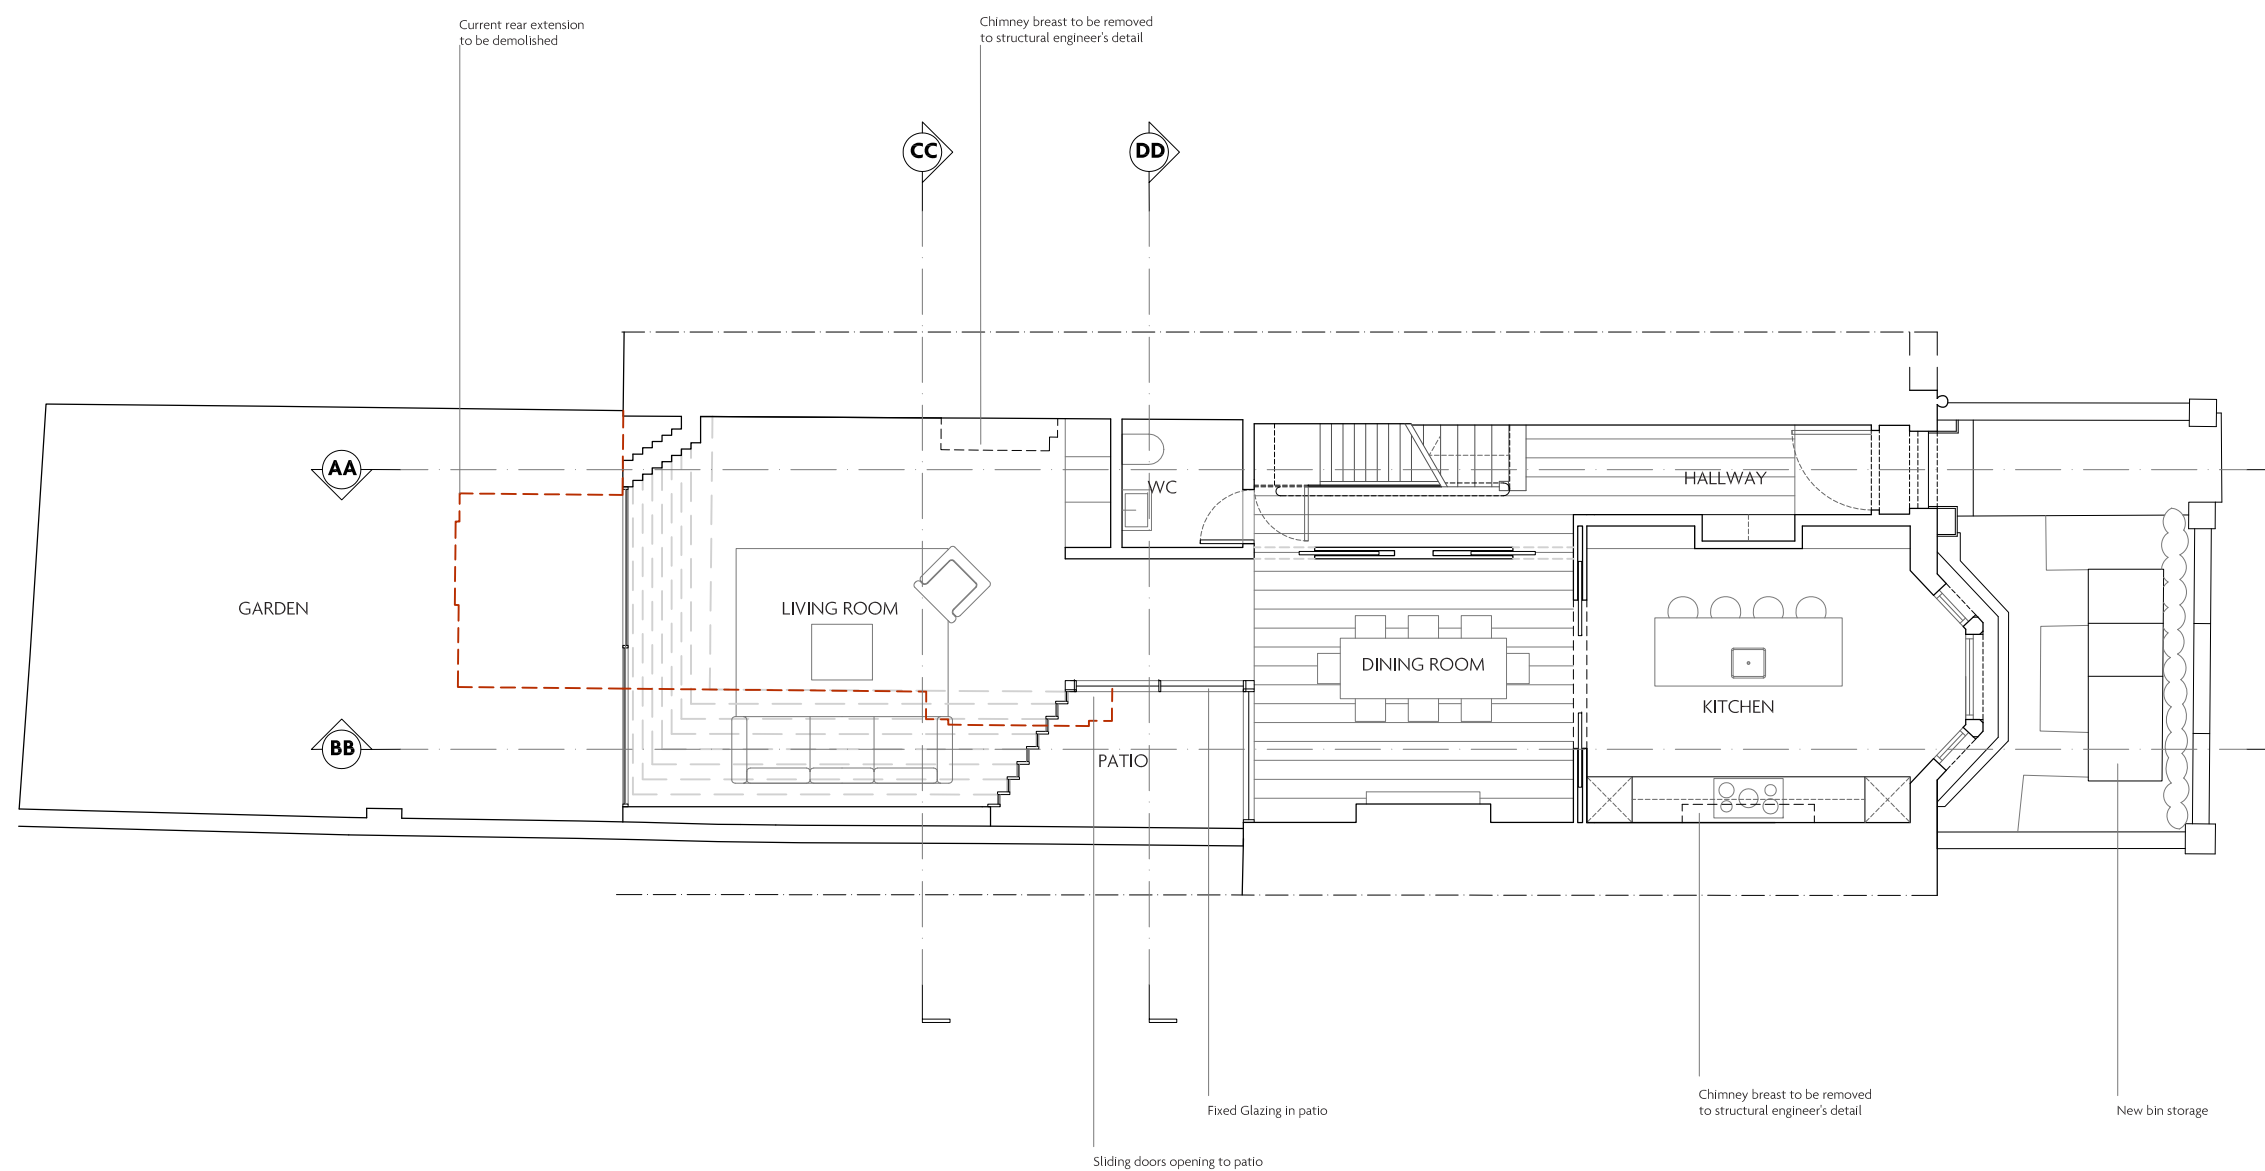 Current rear extension
to be demolished
Chimney breast to be removed
to structural engineer's detail
CC
DD
AA
WC
HALLWAY
GARDEN
LIVING ROOM
DINING ROOM
KITCHEN
BB
PATIO
Chimney breast to be removed
to structural engineer's detail
Fixed Glazing in patio
New bin storage
Sliding doors opening to patio